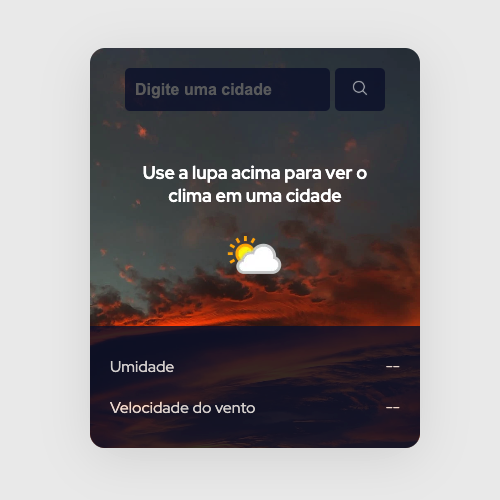 Digite uma cidade
Use a lupa acima para ver o
clima em uma cidade
Umidade --
Velocidade do vento --